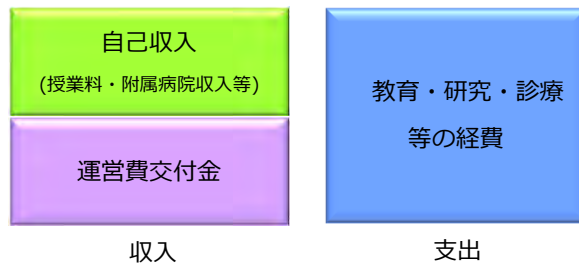 自己収入
(授業料・附属病院収入等)
運営費交付金
収入
教育・研究・診療
等の経費
支出